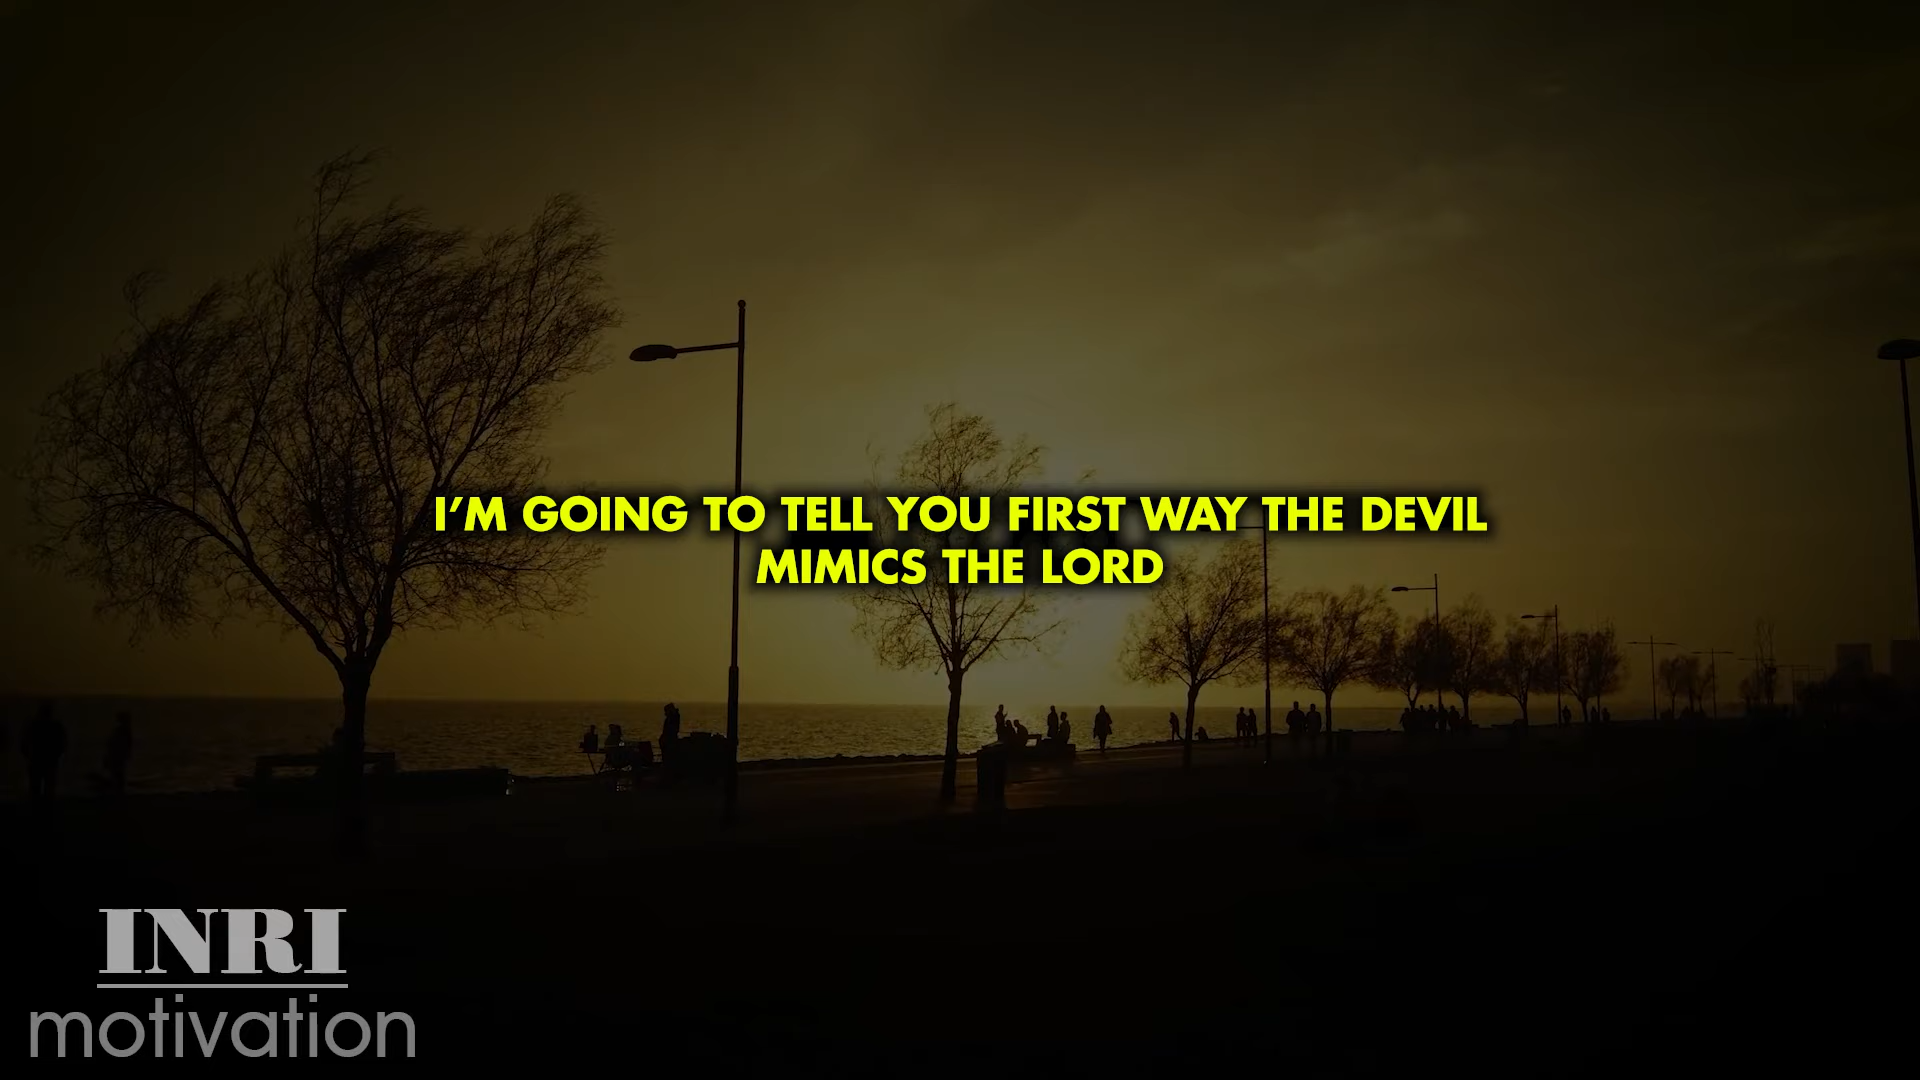 I’M GOING TO TELL YOU FIRST WAY THE DEVIL
MIMICS THE LORD
INRI
motivation